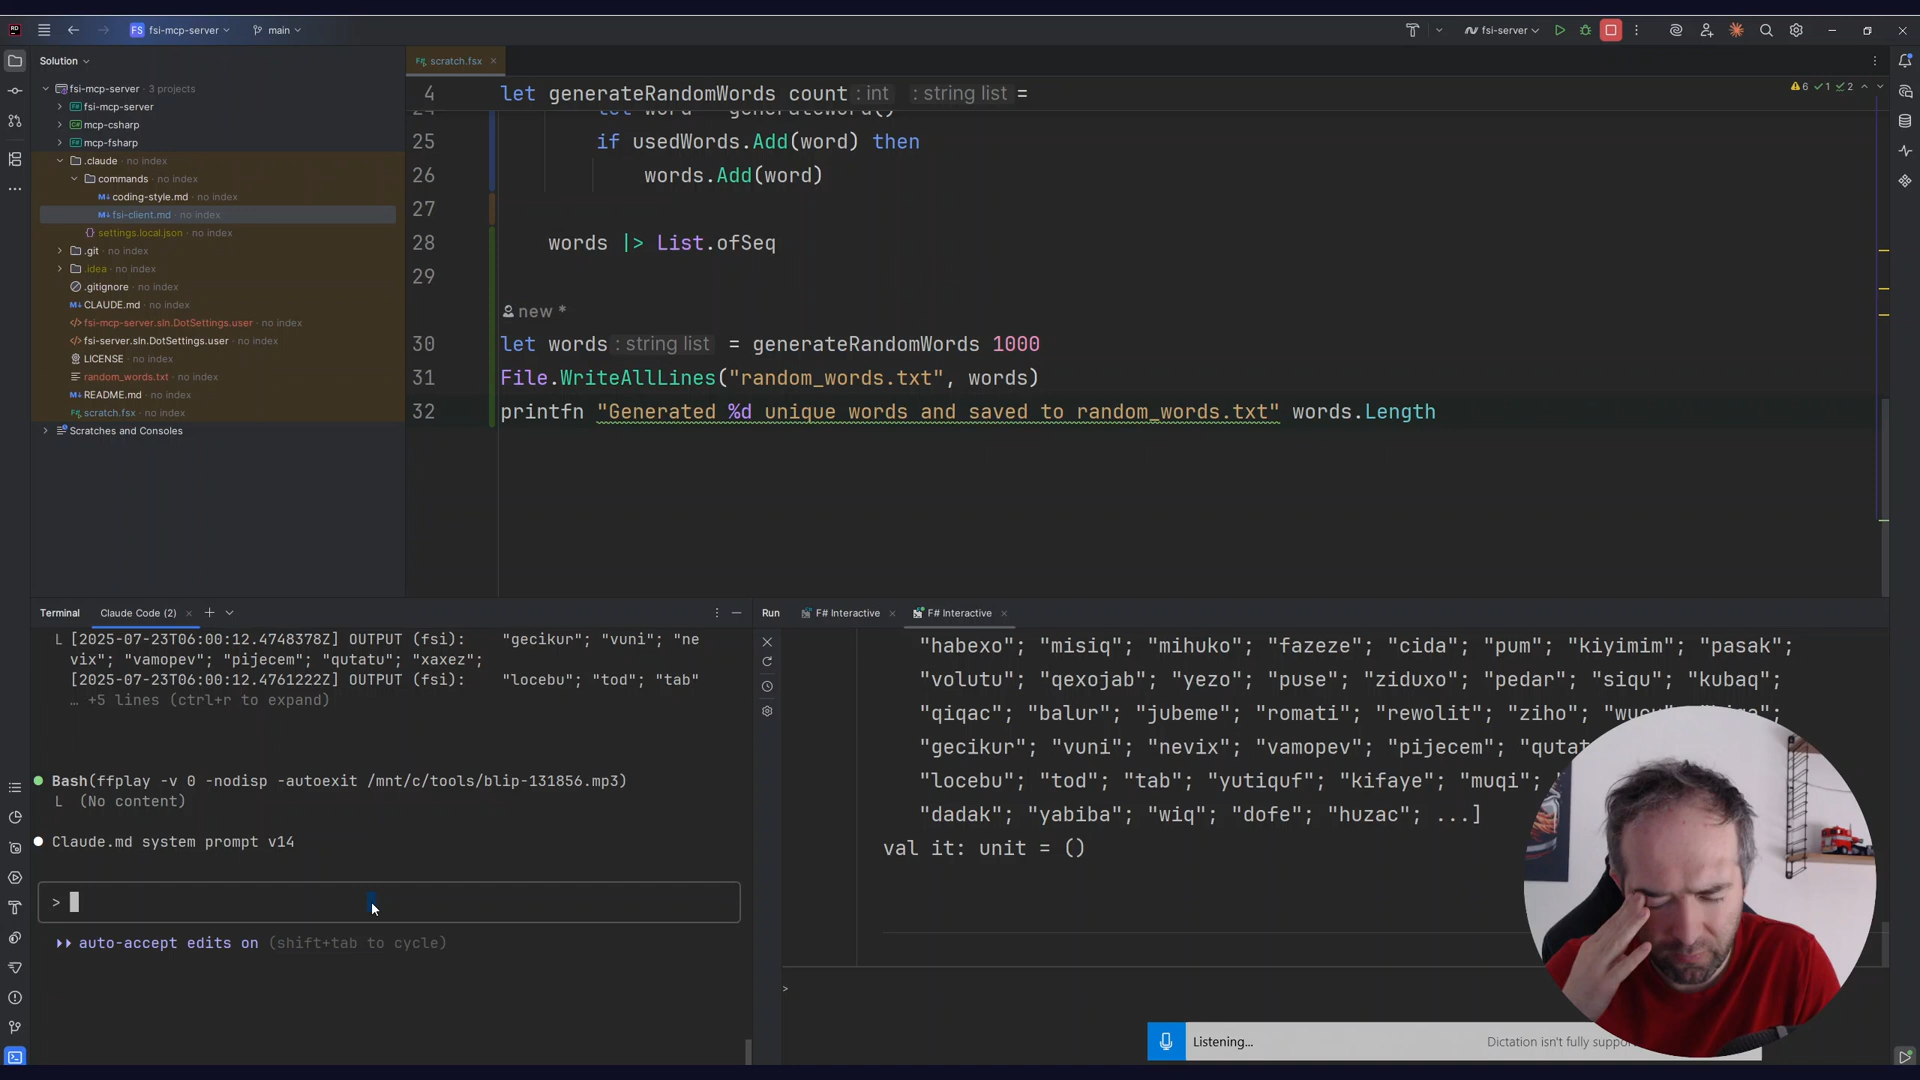 FS fsi-mcp-server main fsi-server
Solution
fsi-mcp-server 3 projects
fsi-mcp-server
mcp-csharp
mcp-fsharp
.claude no index
commands no index
coding-style.md no index
fsi-client.md no index
settings.local.json no index
.git no index
.idea no index
.gitignore no index
CLAUDE.md no index
fsi-mcp-server.sln.DotSettings.user no index
fsi-server.sln.DotSettings.user no index
LICENSE no index
random_words.txt no index
README.md no index
scratch.fsx no index
Scratches and Consoles
scratch.fsx
4 let generateRandomWords count : int : string list =
6 1 2
24 let word = generateWord()
25 if usedWords.Add(word) then
26 words.Add(word)
27
28 words |> List.ofSeq
29
new *
30 let words : string list = generateRandomWords 1000
31 File.WriteAllLines("random_words.txt", words)
32 printfn "Generated %d unique words and saved to random_words.txt" words.Length
Terminal Claude Code (2)
L [2025-07-23T06:00:12.4748378Z] OUTPUT (fsi): "gecikur"; "vuni"; "ne
vix"; "vamopev"; "pijecem"; "qutatu"; "xaxez";
[2025-07-23T06:00:12.4761222Z] OUTPUT (fsi): "locebu"; "tod"; "tab"
… +5 lines (ctrl+r to expand)
Bash(ffplay -v 0 -nodisp -autoexit /mnt/c/tools/blip-131856.mp3)
L (No content)
Claude.md system prompt v14
>
auto-accept edits on (shift+tab to cycle)
Run F# Interactive F# Interactive
"habexo"; "misiq"; "mihuko"; "fazeze"; "cida"; "pum"; "kiyimim"; "pasak";
"volutu"; "qexojab"; "yezo"; "puse"; "ziduxo"; "pedar"; "siqu"; "kubaq";
"qiqac"; "balur"; "jubeme"; "romati"; "rewolit"; "ziho";
"gecikur"; "vuni"; "nevix"; "vamopev"; "pijecem";
"locebu"; "tod"; "tab"; "yutiquf"; "kifaye"; "muqi";
"dadak"; "yabiba"; "wiq"; "dofe"; "huzac"; ...]
val it: unit = ()
>
Listening...
Dictation isn't fully